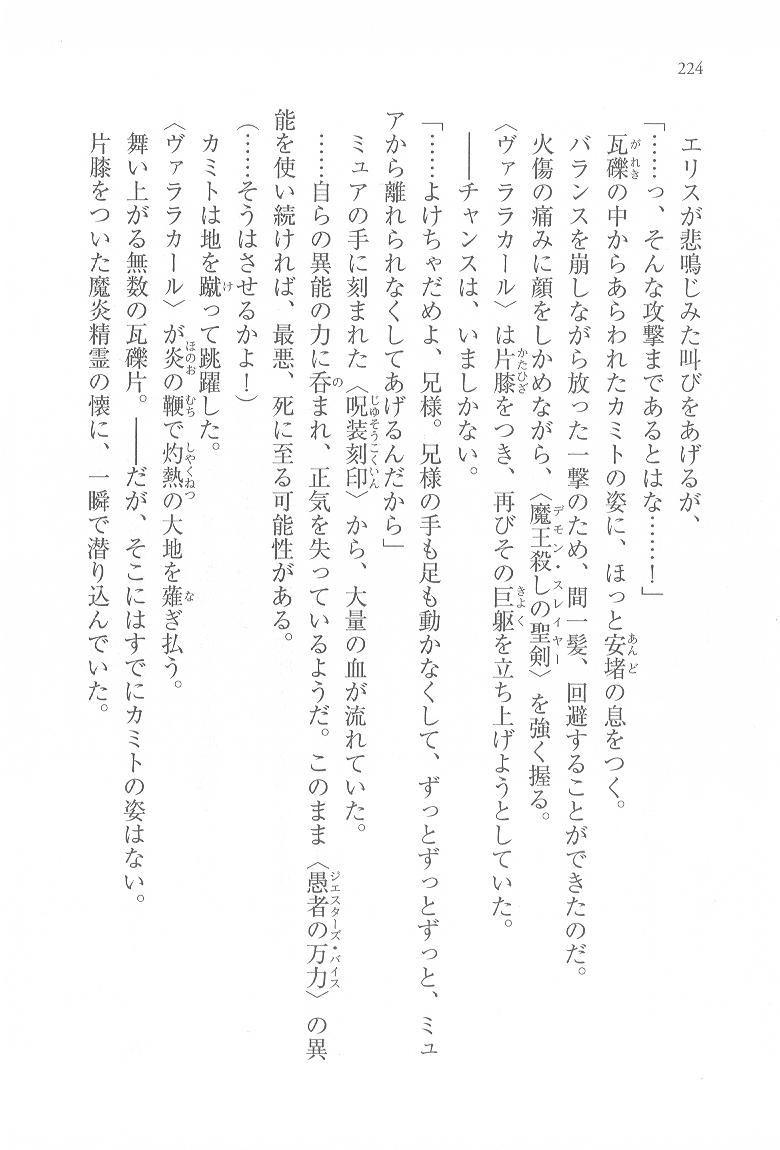 224
エリスが悲鳴じみた叫びをあげるが、
「……っ、そんな攻撃まであるとはな……！」
瓦礫の中からあらわれたカミトの姿に、ほっと安堵の息をつく。
バランスを崩しながら放った一撃のため、間一髪、回避することができたのだ。
火傷の痛みに顔をしかめながら、〈魔王殺しの聖剣〉を強く握る。
〈ヴァララカール〉は片膝をつき、再びその巨躯を立ち上げようとしていた。
――チャンスは、いましかない。
「……よけちゃだめよ、兄様。兄様の手も足も動かなくして、ずっとずっとずっと、ミュ
アから離れられなくしてあげるんだから」
ミュアの手に刻まれた〈呪装刻印〉から、大量の血が流れていた。
……自らの異能の力に呑まれ、正気を失っているようだ。このまま〈愚者の万力〉の異
能を使い続ければ、最悪、死に至る可能性がある。
（……そうはさせるかよ！）
カミトは地を蹴って跳躍した。
〈ヴァララカール〉が炎の鞭で灼熱の大地を薙ぎ払う。
舞い上がる無数の瓦礫片。――だが、そこにはすでにカミトの姿はない。
片膝をついた魔炎精霊の懐に、一瞬で潜り込んでいた。